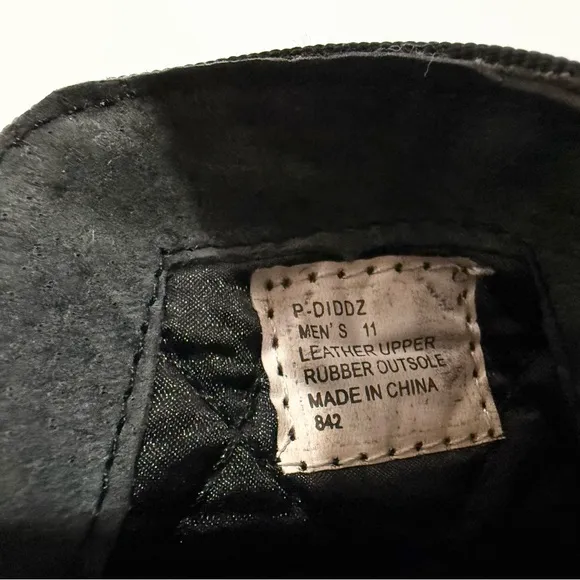 P-DIDDZ
MEN'S 11
LEATHER UPPER
RUBBER OUTSOLE
MADE IN CHINA
842